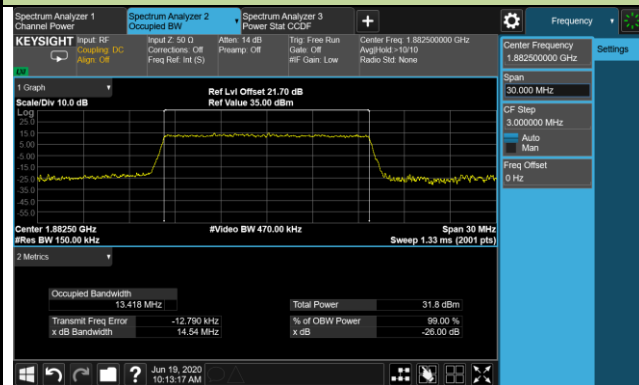 Spectrum Analyzer 1
Channel Power
Spectrum Analyzer 2
Occupied BW
Spectrum Analyzer 3
Power Stat CCDF
Frequency
KEYSIGHT
Input: RF
Coupling: DC
Align: Off
Input Z: 50 Ω
Corrections: Off
Freq Ref: Int (S)
Atten: 14 dB
Preamp: Off
Trig: Free Run
Gate: Off
#IF Gain: Low
Center Freq: 1.882500000 GHz
Avg|Hold:>10/10
Radio Std: None
Center Frequency
1.882500000 GHz
Settings
Span
30.000 MHz
CF Step
3.000000 MHz
Auto
Man
Freq Offset
0 Hz
1 Graph
Scale/Div 10.0 dB
Ref Lvl Offset 21.70 dB
Ref Value 35.00 dBm
Log
25.0
15.0
5.00
-5.00
-15.0
-25.0
-35.0
-45.0
-55.0
Center 1.88250 GHz
#Res BW 150.00 kHz
#Video BW 470.00 kHz
Span 30 MHz
Sweep 1.33 ms (2001 pts)
2 Metrics
Occupied Bandwidth
13.418 MHz
Total Power 31.8 dBm
Transmit Freq Error -12.790 kHz
% of OBW Power 99.00 %
x dB Bandwidth 14.54 MHz
x dB -26.00 dB
?
Jun 19, 2020
10:13:17 AM